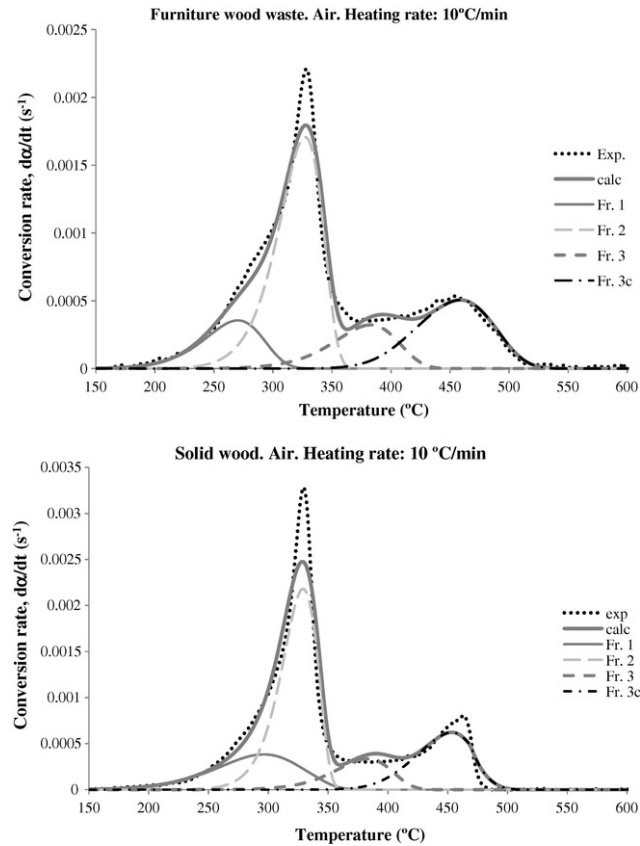 Furniture wood waste. Air. Heating rate: 10ºC/min
Conversion rate, dα/dt (s-1)
0.0025
0.002
0.0015
0.001
0.0005
0
150 200 250 300 350 400 450 500 550 600
Temperature (ºC)
Exp.
calc
Fr. 1
Fr. 2
Fr. 3
Fr. 3c
Solid wood. Air. Heating rate: 10 ºC/min
Conversion rate, dα/dt (s-1)
0.0035
0.003
0.0025
0.002
0.0015
0.001
0.0005
0
150 200 250 300 350 400 450 500 550 600
Temperature (ºC)
exp
calc
Fr. 1
Fr. 2
Fr. 3
Fr. 3c